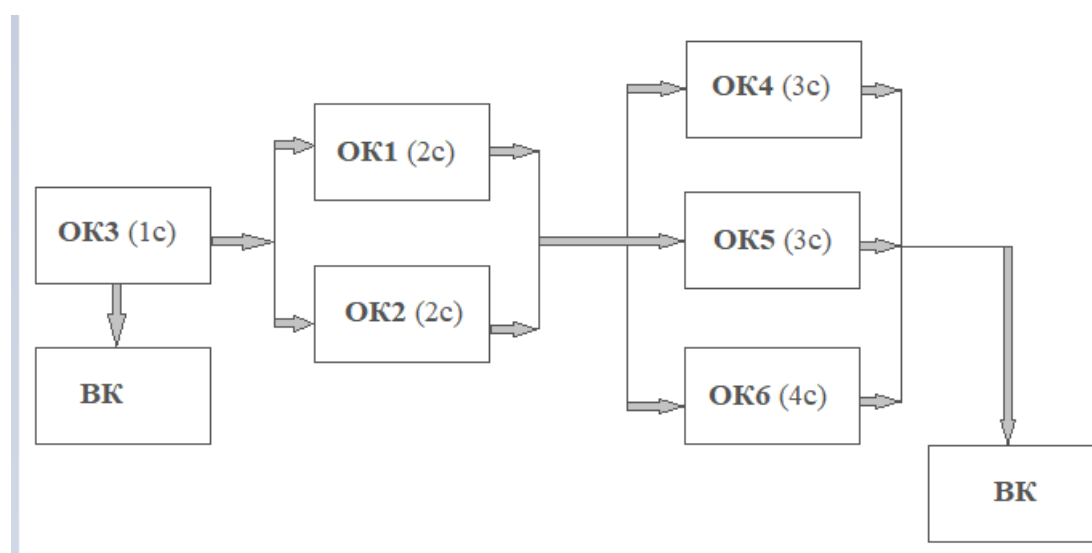 ОК3 (1с)
ВК
ОК1 (2с)
ОК2 (2с)
ОК4 (3с)
ОК5 (3с)
ОК6 (4с)
ВК